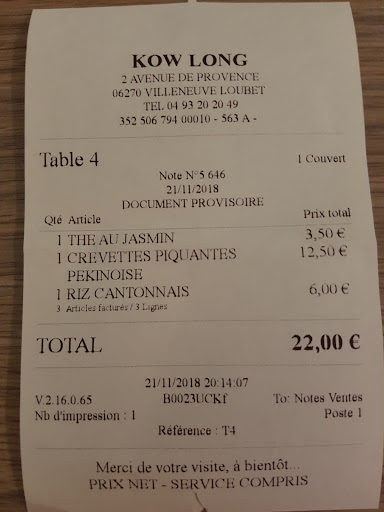 KOW LONG
2 AVENUE DE PROVENCE
06270 VILLENEUVE LOUBET
TEL 04 93 20 20 49
352 506 794 00010 - 563 A -
Table 4 1 Couvert
Note N°5 646
21/11/2018
DOCUMENT PROVISOIRE
Qté Article Prix total
1 THE AU JASMIN 3,50 €
1 CREVETTES PIQUANTES 12,50 €
PEKINOISE
1 RIZ CANTONNAIS 6,00 €
3 Articles facturés / 3 Lignes
TOTAL 22,00 €
21/11/2018 20:14:07
V.2.16.0.65 B0023UCKf To: Notes Ventes
Nb d'impression : 1 Poste 1
Référence : T4
Merci de votre visite, à bientôt...
PRIX NET - SERVICE COMPRIS